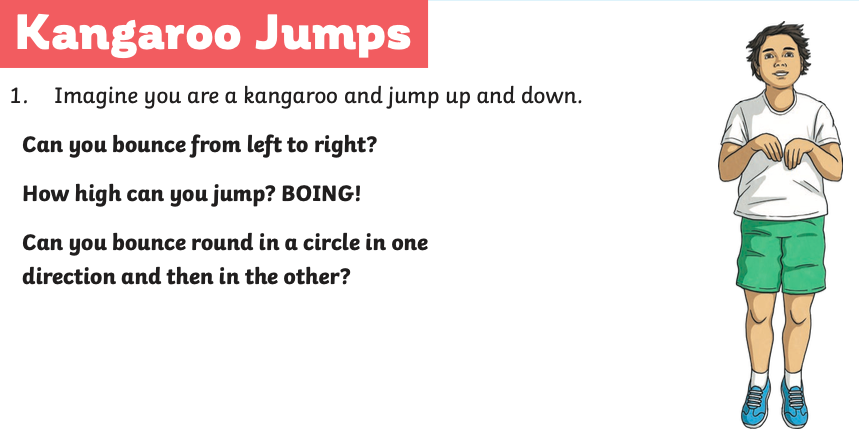 Kangaroo Jumps
1. Imagine you are a kangaroo and jump up and down.
Can you bounce from left to right?
How high can you jump? BOING!
Can you bounce round in a circle in one
direction and then in the other?